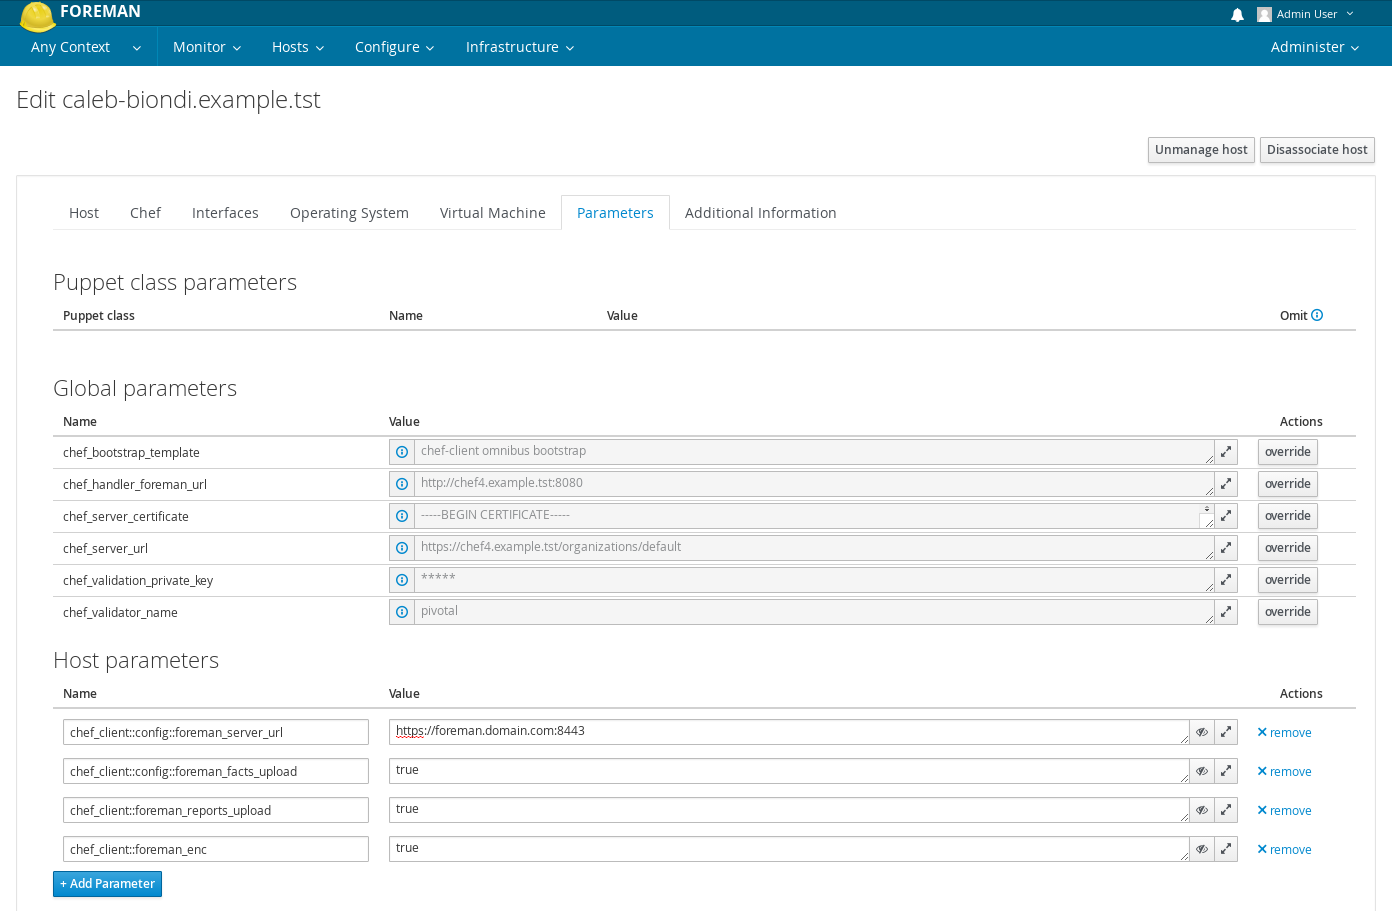 FOREMAN
Admin User
Any Context Monitor Hosts Configure Infrastructure Administer
Edit caleb-biondi.example.tst
Unmanage host Disassociate host
Host Chef Interfaces Operating System Virtual Machine Parameters Additional Information
Puppet class parameters
Puppet class Name Value Omit
Global parameters
Name Value Actions
chef_bootstrap_template chef-client omnibus bootstrap override
chef_handler_foreman_url http://chef4.example.tst:8080 override
chef_server_certificate -----BEGIN CERTIFICATE----- override
chef_server_url https://chef4.example.tst/organizations/default override
chef_validation_private_key ***** override
chef_validator_name pivotal override
Host parameters
Name Value Actions
chef_client::config::foreman_server_url https://foreman.domain.com:8443 remove
chef_client::config::foreman_facts_upload true remove
chef_client::foreman_reports_upload true remove
chef_client::foreman_enc true remove
+ Add Parameter